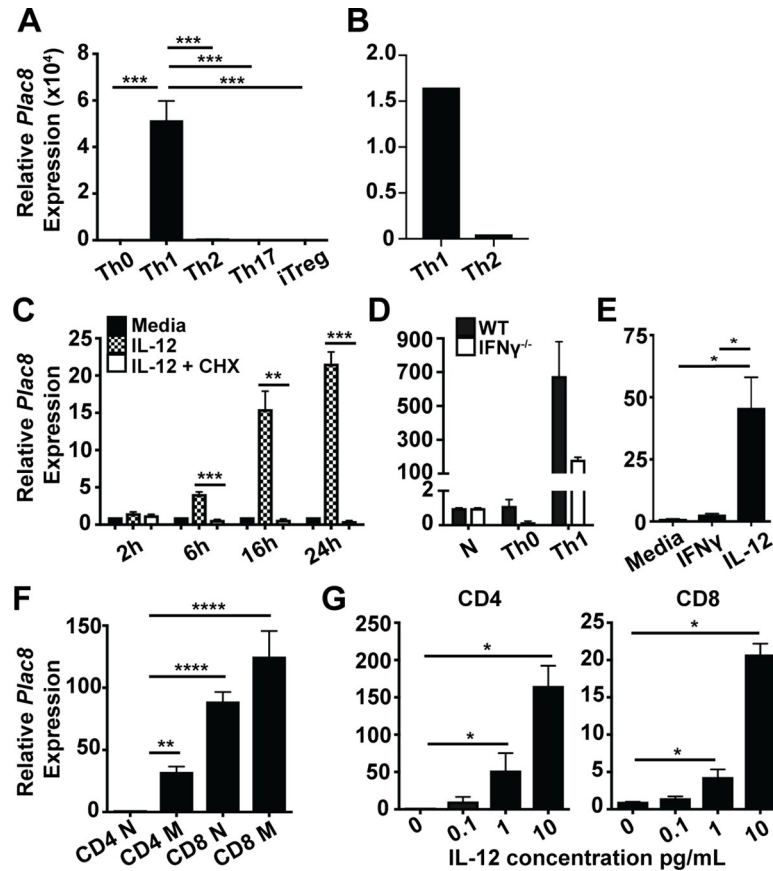 A
Relative Plac8
Expression (x10⁴)
8
6
4
2
0
***
***
***
***
Th0
Th1
Th2
Th17
iTreg
B
2.0
1.5
1.0
0.5
0
Th1
Th2
C
Relative Plac8
Expression
Media
IL-12
IL-12 + CHX
25
20
15
10
5
0
***
**
***
2h
6h
16h
24h
D
WT
IFNγ⁻/⁻
900
700
500
300
100
2
0
N
Th0
Th1
E
75
50
25
0
*
*
Media
IFNγ
IL-12
F
Relative Plac8
Expression
150
100
50
0
****
****
**
CD4 N
CD4 M
CD8 N
CD8 M
G
CD4
250
200
150
100
50
0
*
*
0
0.1
1
10
CD8
25
20
15
10
5
0
*
*
0
0.1
1
10
IL-12 concentration pg/mL